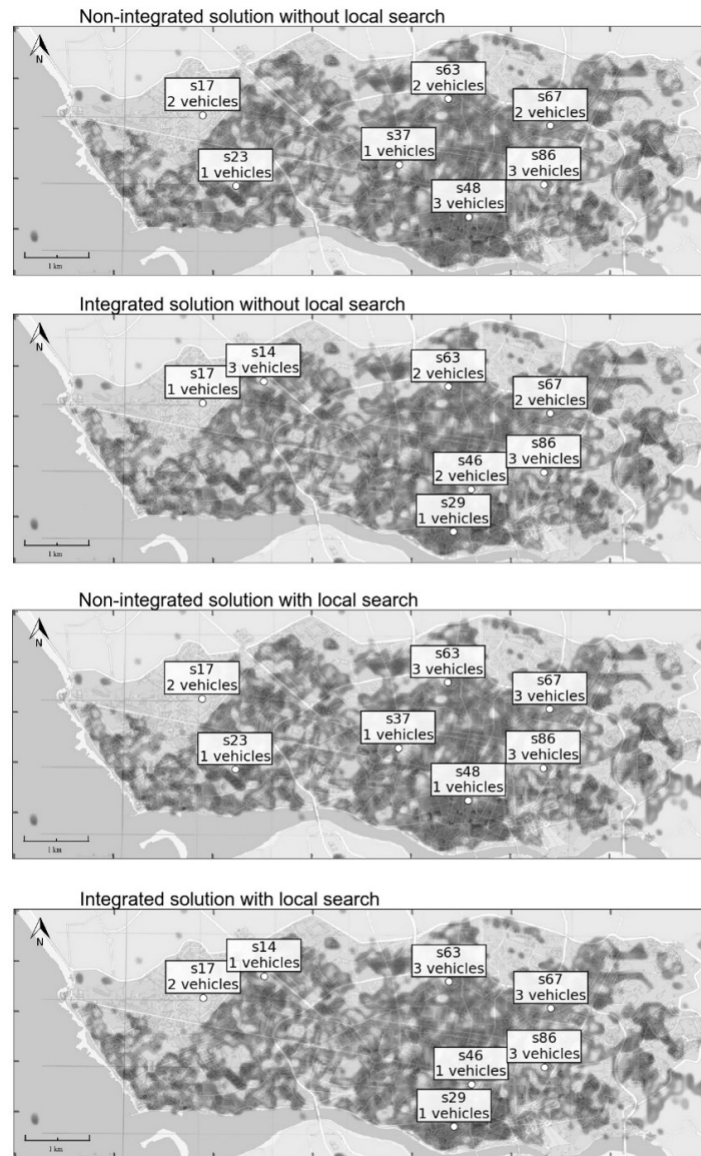 Non-integrated solution without local search
N
s17
2 vehicles
s63
2 vehicles
s67
2 vehicles
s37
1 vehicles
s23
1 vehicles
s86
3 vehicles
s48
3 vehicles
1 km
Integrated solution without local search
N
s14
3 vehicles
s17
1 vehicles
s63
2 vehicles
s67
2 vehicles
s86
3 vehicles
s46
2 vehicles
s29
1 vehicles
1 km
Non-integrated solution with local search
N
s17
2 vehicles
s63
3 vehicles
s67
3 vehicles
s37
1 vehicles
s23
1 vehicles
s86
3 vehicles
s48
1 vehicles
1 km
Integrated solution with local search
N
s14
1 vehicles
s17
2 vehicles
s63
3 vehicles
s67
3 vehicles
s86
3 vehicles
s46
1 vehicles
s29
1 vehicles
1 km